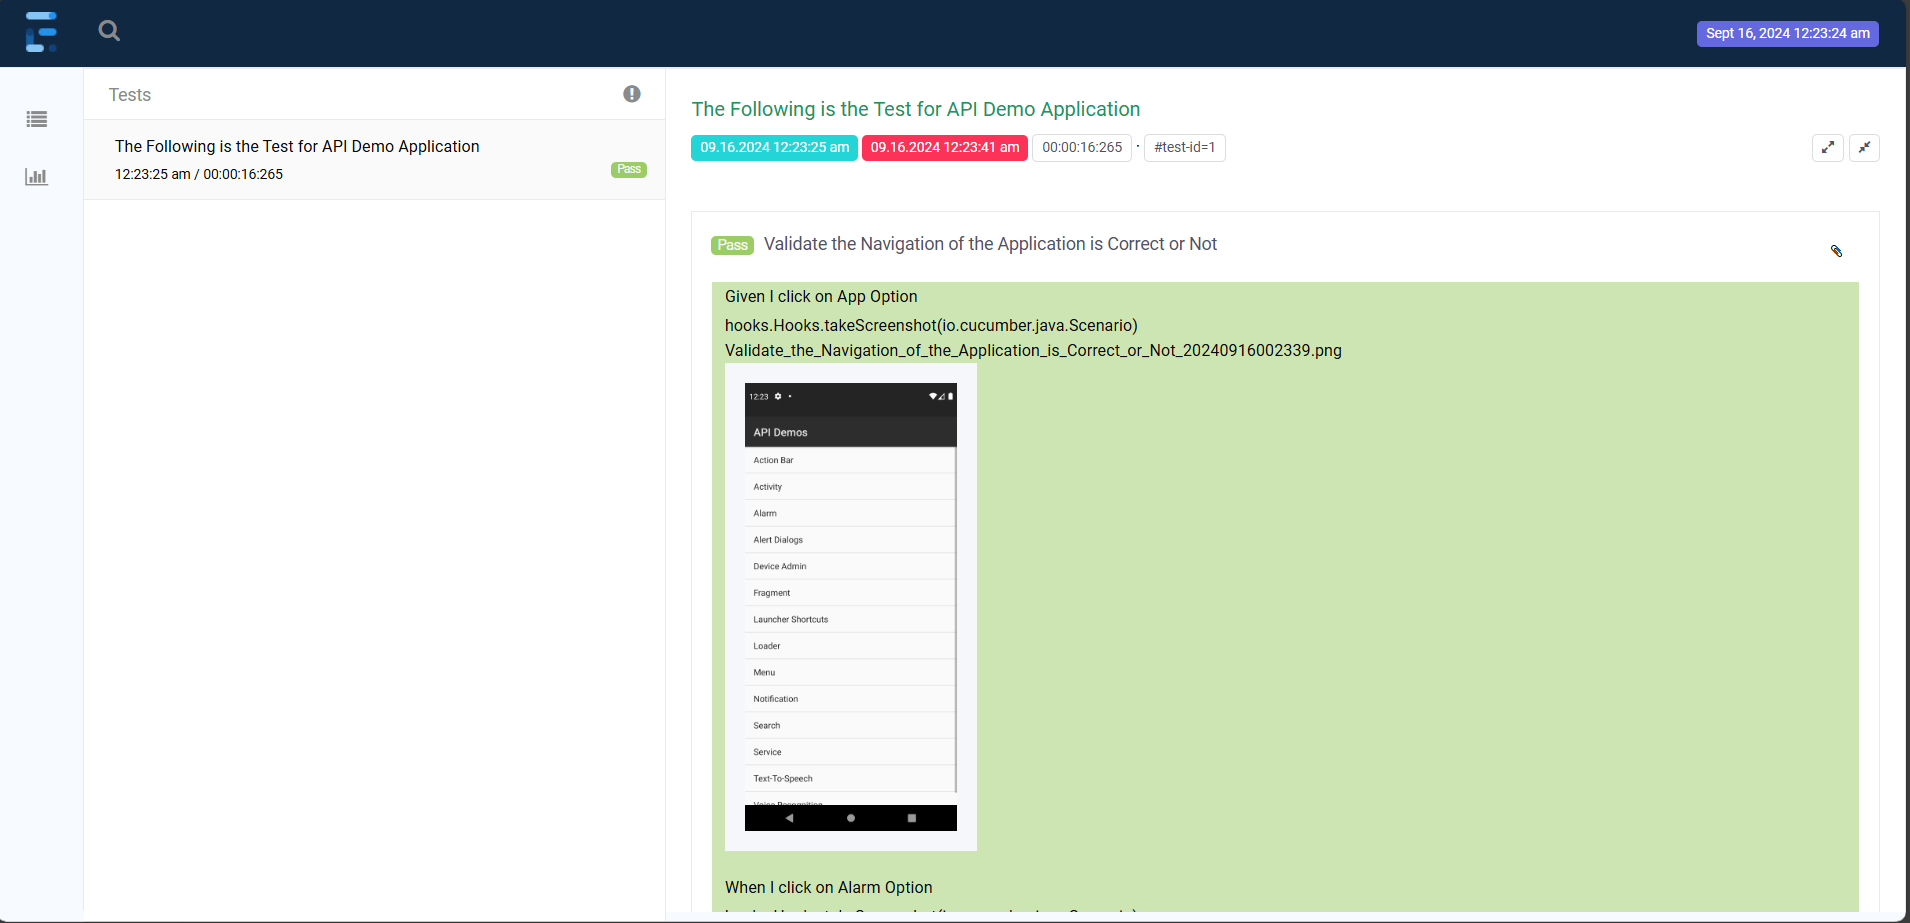 Sept 16, 2024 12:23:24 am
Tests
The Following is the Test for API Demo Application
12:23:25 am / 00:00:16:265
Pass
The Following is the Test for API Demo Application
09.16.2024 12:23:25 am 09.16.2024 12:23:41 am 00:00:16:265 · #test-id=1
Pass Validate the Navigation of the Application is Correct or Not
Given I click on App Option
hooks.Hooks.takeScreenshot(io.cucumber.java.Scenario)
Validate_the_Navigation_of_the_Application_is_Correct_or_Not_20240916002339.png
12:23
API Demos
Action Bar
Activity
Alarm
Alert Dialogs
Device Admin
Fragment
Launcher Shortcuts
Loader
Menu
Notification
Search
Service
Text-To-Speech
Voice Recognition
When I click on Alarm Option